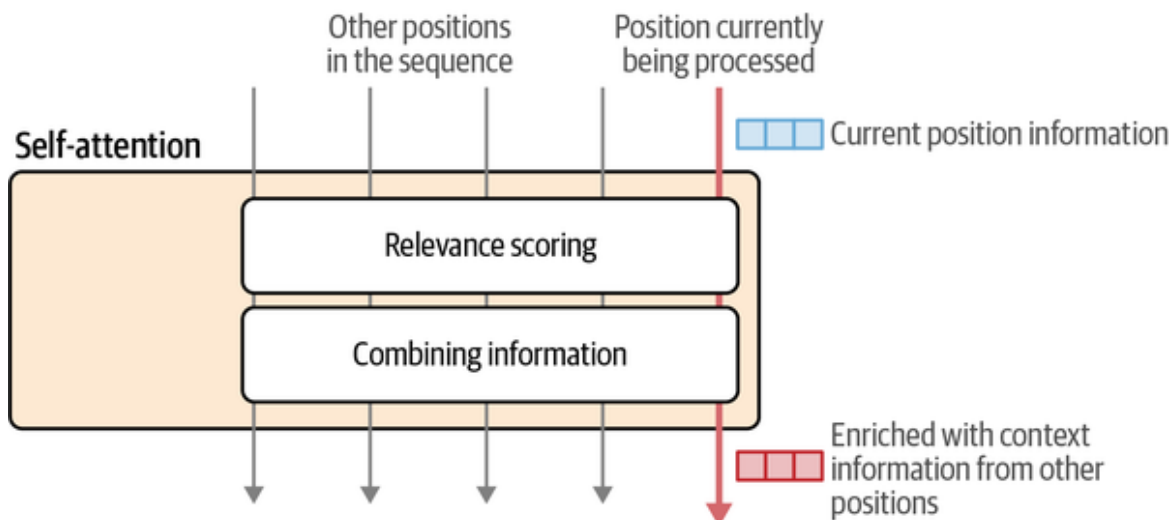 Other positions
in the sequence
Position currently
being processed
Current position information
Self-attention
Relevance scoring
Combining information
Enriched with context
information from other
positions